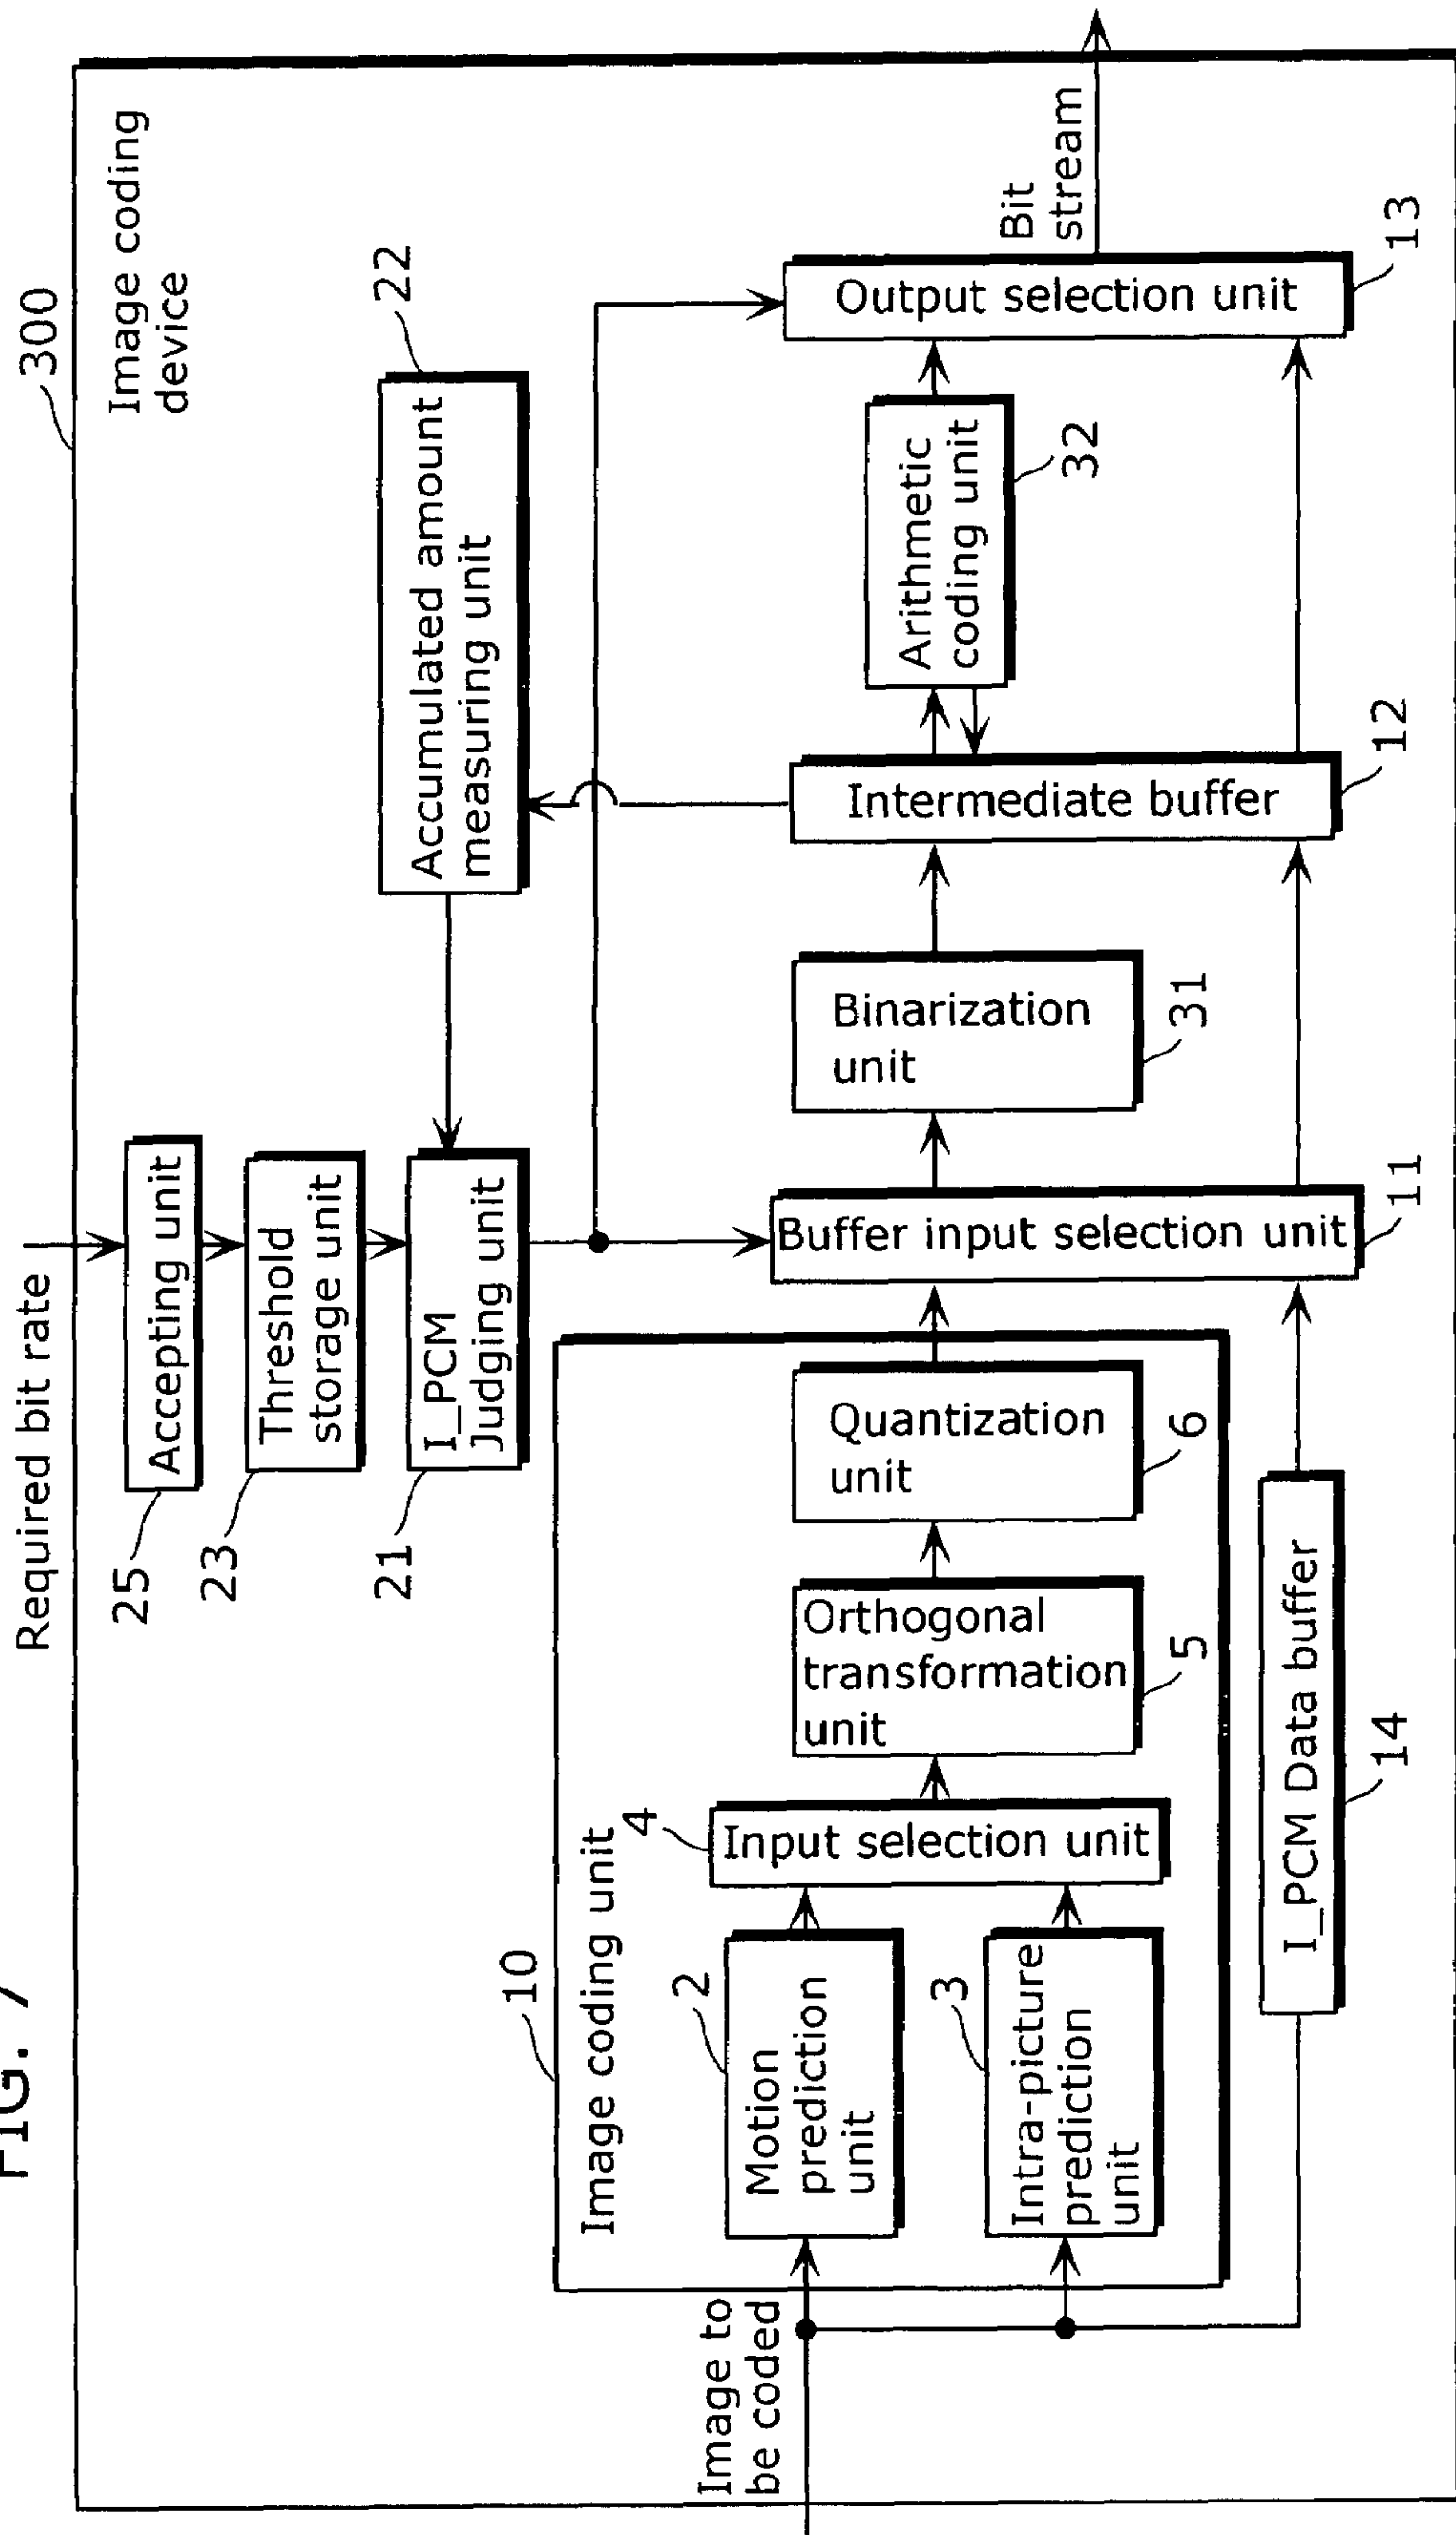 FIG. 7
Required bit rate
300
Image coding
device
25
Accepting unit
23
Threshold
storage unit
21
I_PCM
Judging unit
22
Accumulated amount
measuring unit
10
Image coding unit
Image to
be coded
2
Motion
prediction
unit
3
Intra-picture
prediction
unit
4
Input selection unit
Orthogonal
transformation
unit
5
Quantization
unit
6
Buffer input selection unit
11
Binarization
unit
31
Intermediate buffer
12
Arithmetic
coding unit
32
Output selection unit
13
Bit
stream
I_PCM Data buffer
14